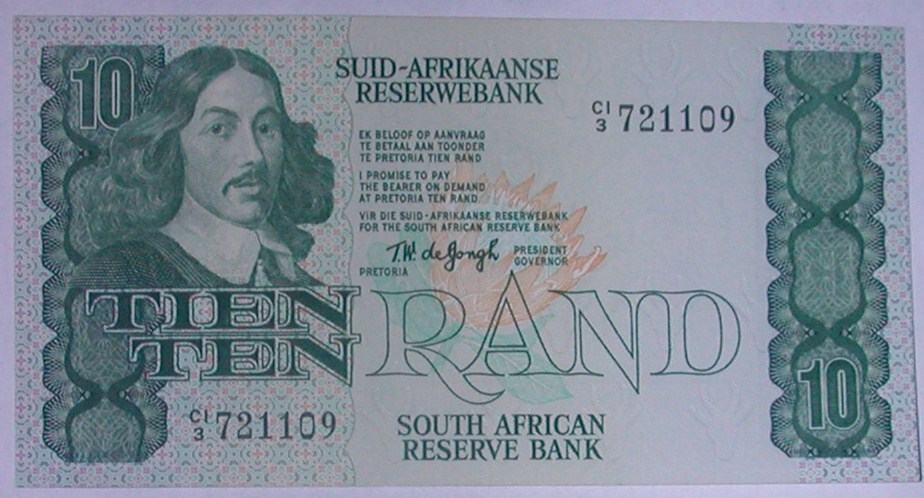 10
SUID-AFRIKAANSE
RESERWEBANK
C1/3 721109
EK BELOOF OP AANVRAAG
TE BETAAL AAN TOONDER
TE PRETORIA TIEN RAND
I PROMISE TO PAY
THE BEARER ON DEMAND
AT PRETORIA TEN RAND
VIR DIE SUID-AFRIKAANSE RESERWEBANK
FOR THE SOUTH AFRICAN RESERVE BANK
T.W. de Jongh PRESIDENT
GOVERNOR
PRETORIA
TIEN
TEN RAND
10
C1/3 721109
SOUTH AFRICAN
RESERVE BANK